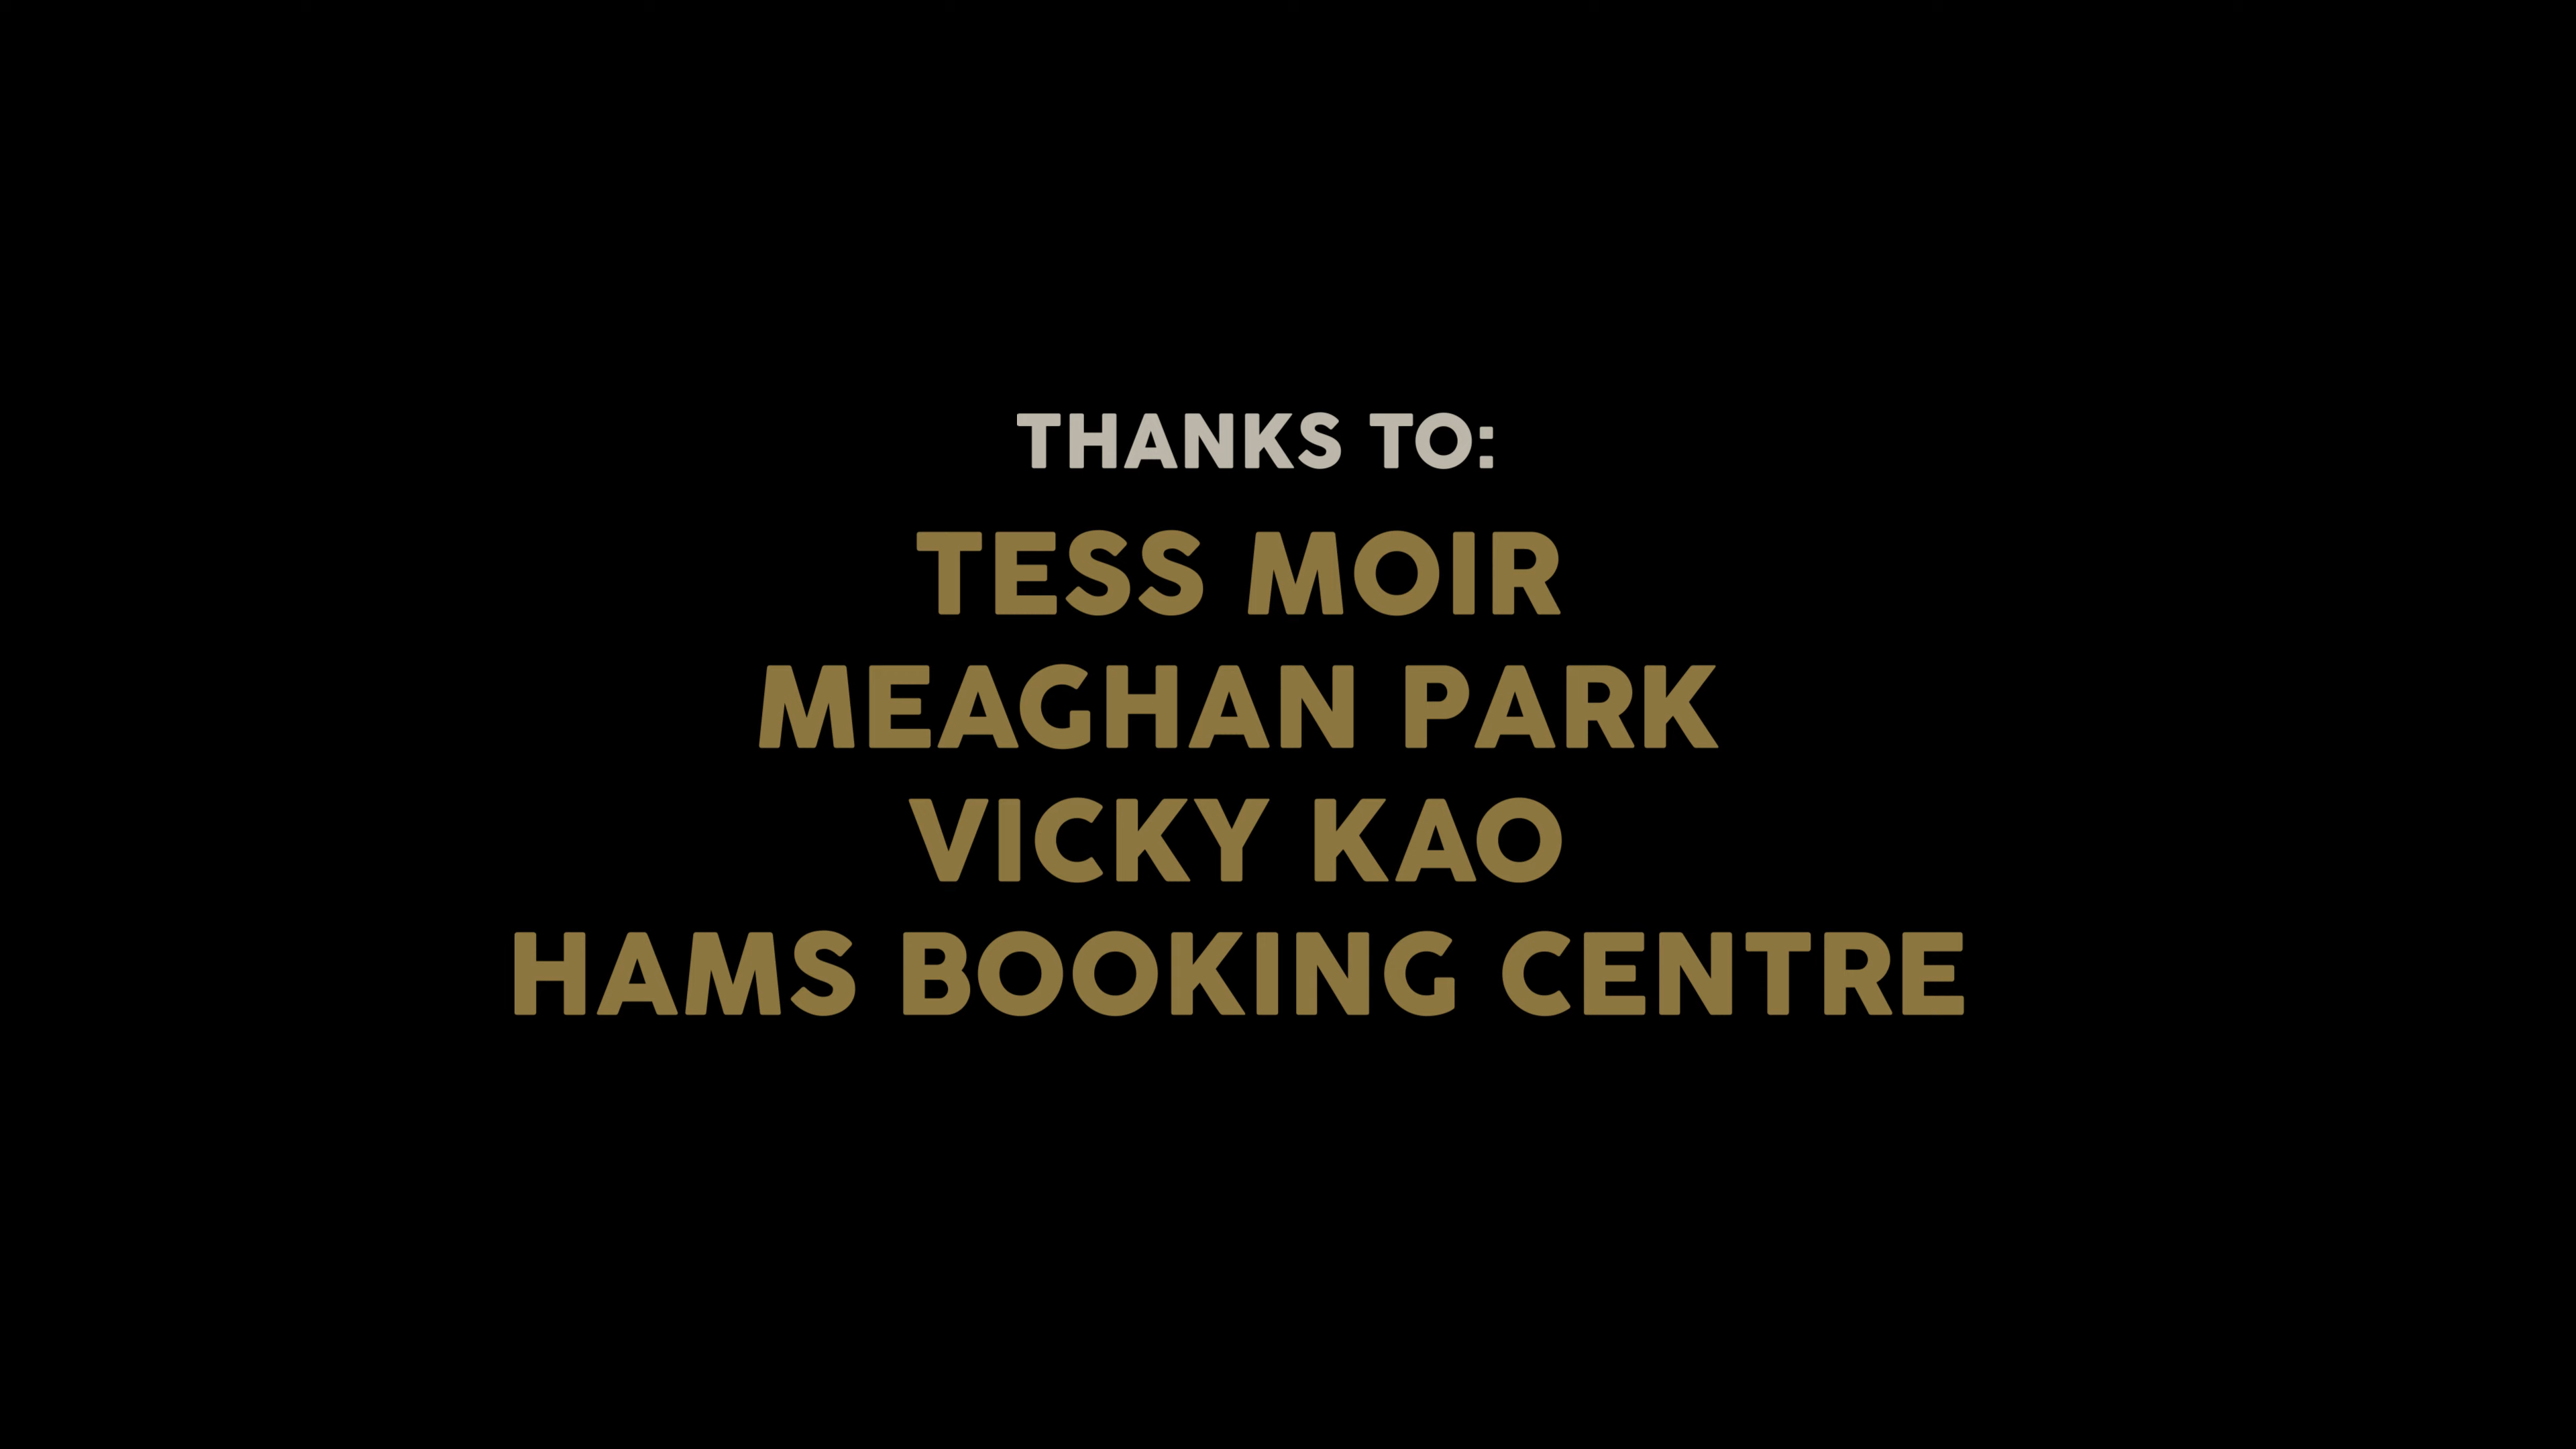 THANKS TO:
TESS MOIR
MEAGHAN PARK
VICKY KAO
HAMS BOOKING CENTRE